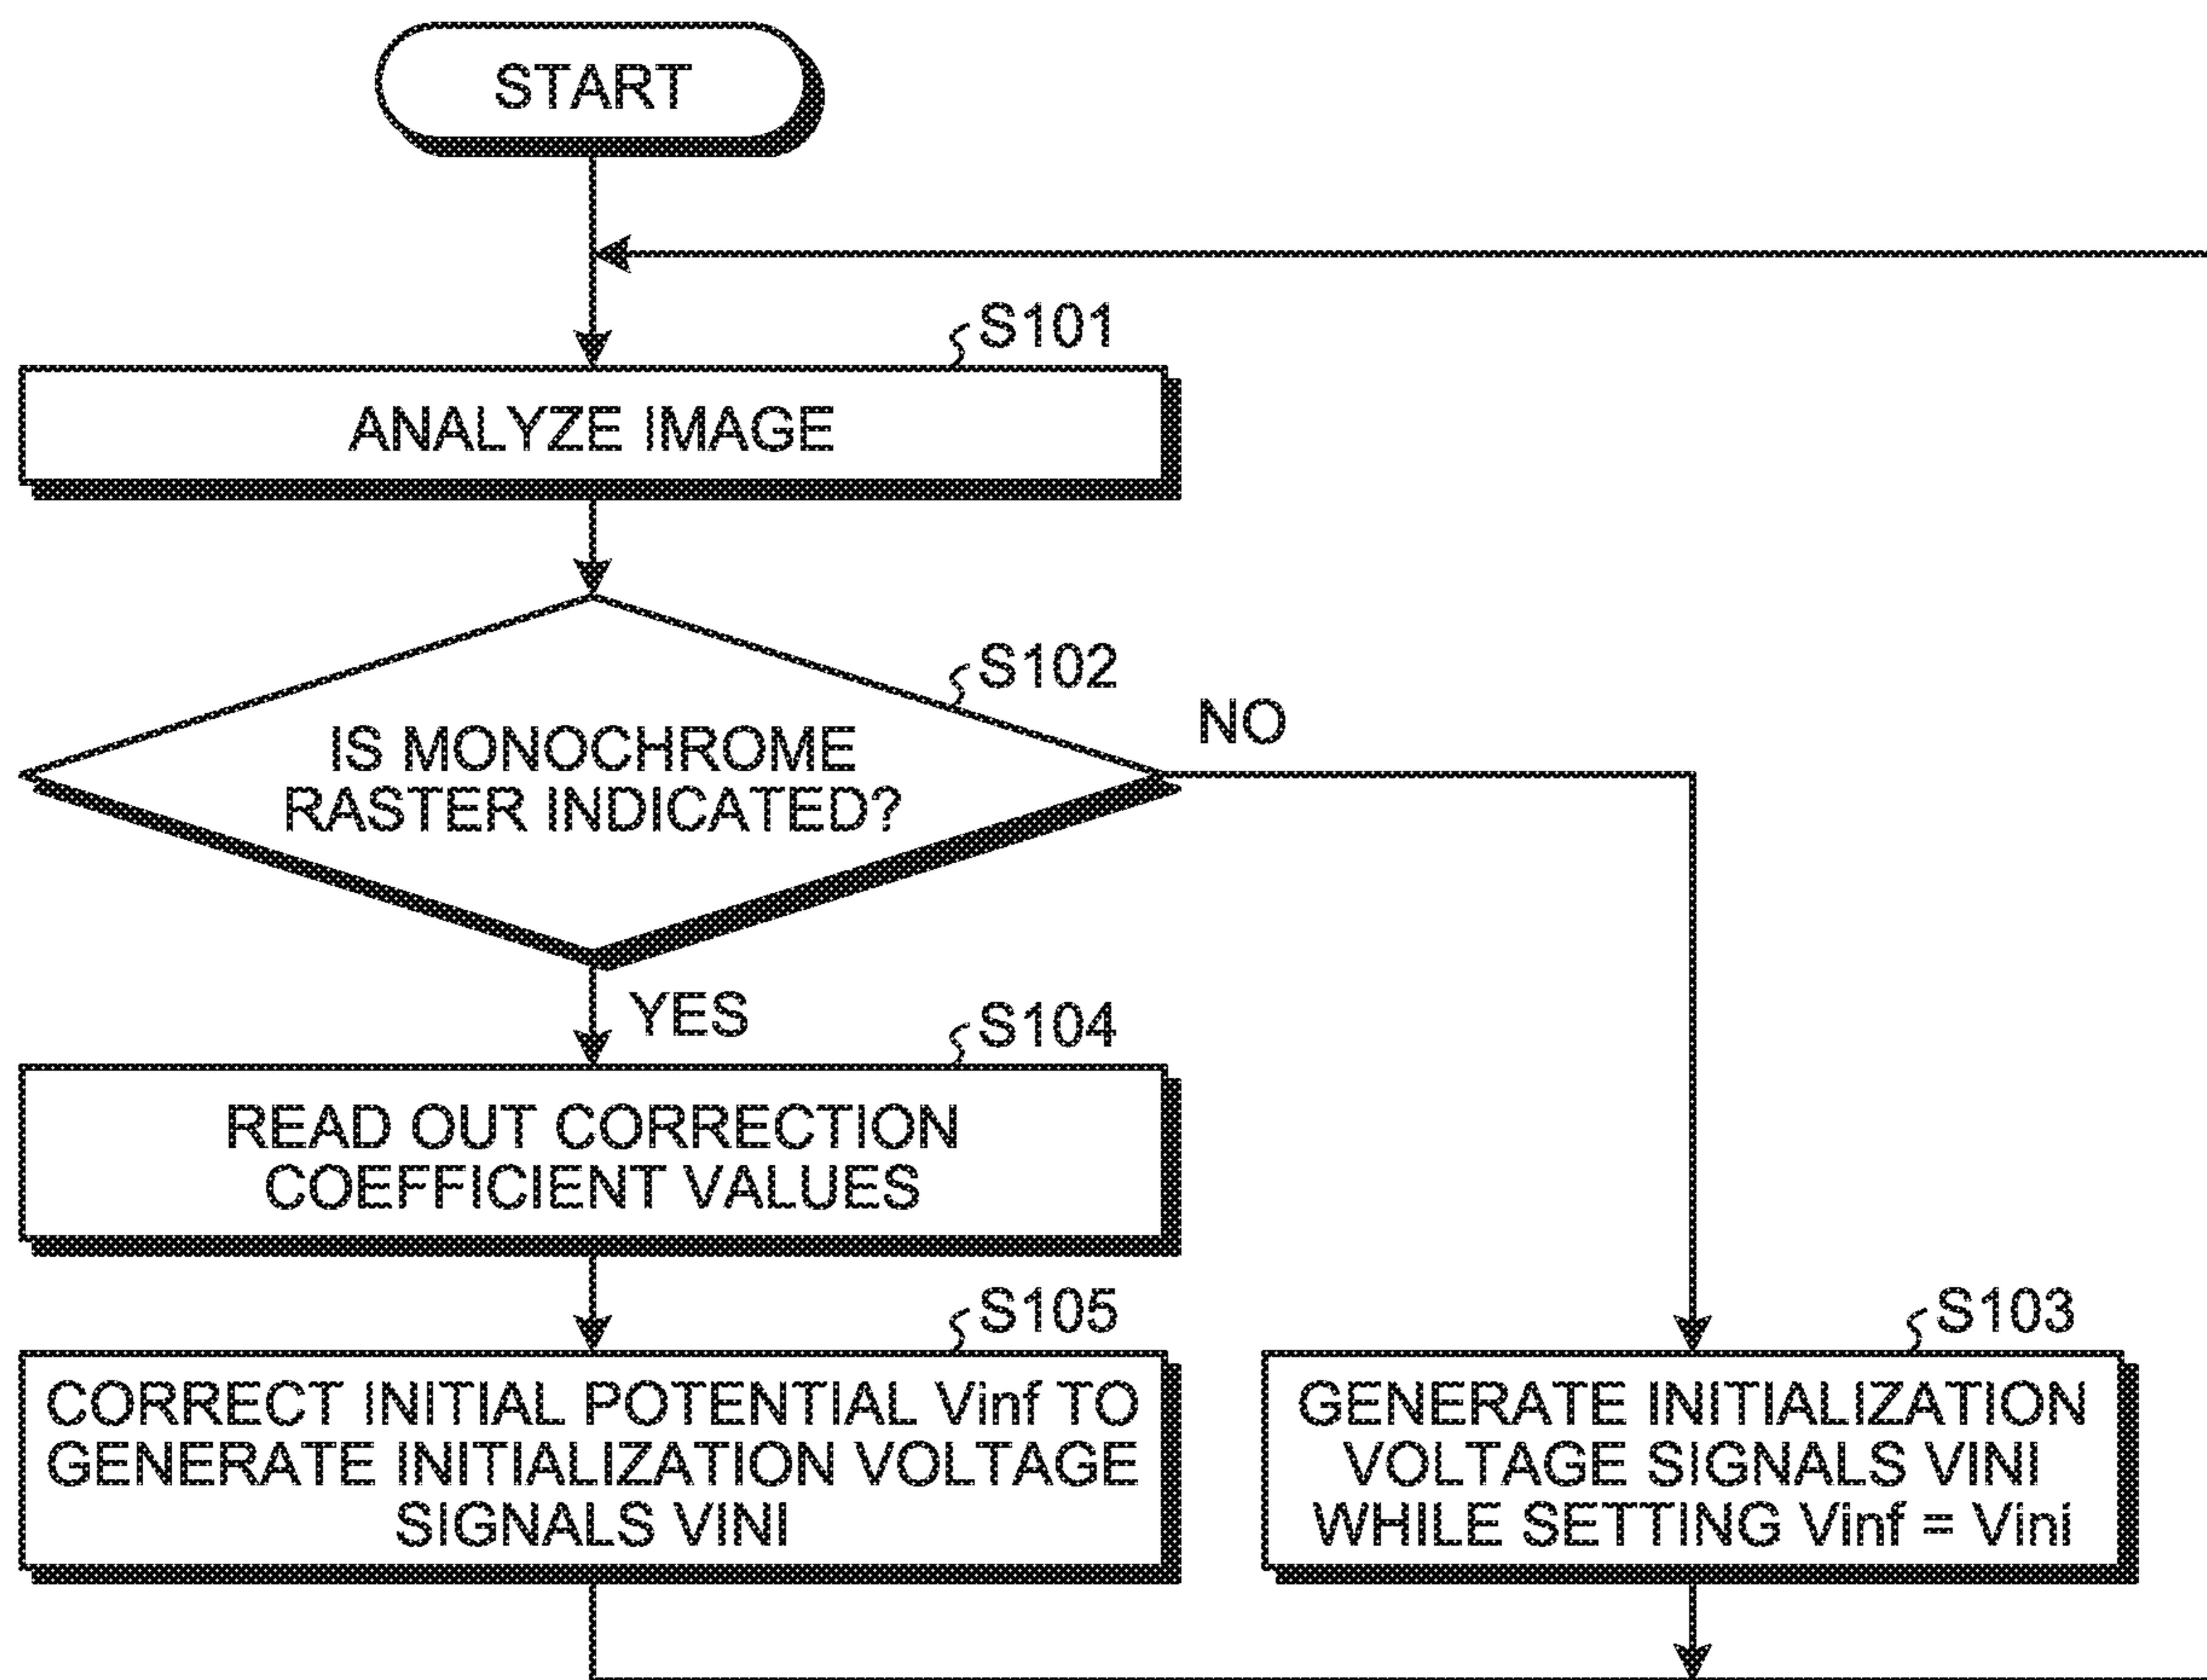 START
S101
ANALYZE IMAGE
S102
NO
IS MONOCHROME
RASTER INDICATED?
YES
S104
READ OUT CORRECTION
COEFFICIENT VALUES
S105
CORRECT INITIAL POTENTIAL Vinf TO
GENERATE INITIALIZATION VOLTAGE
SIGNALS VINI
S103
GENERATE INITIALIZATION
VOLTAGE SIGNALS VINI
WHILE SETTING Vinf = Vini